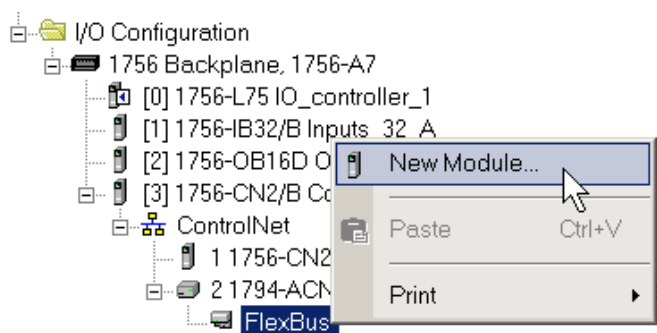 I/O Configuration
1756 Backplane, 1756-A7
[0] 1756-L75 IO_controller_1
[1] 1756-IB32/B Inputs_32_A
[2] 1756-OB16D
New Module...
[3] 1756-CN2/B
ControlNet
Paste Ctrl+V
1 1756-CN2
2 1794-ACN
Print
FlexBus